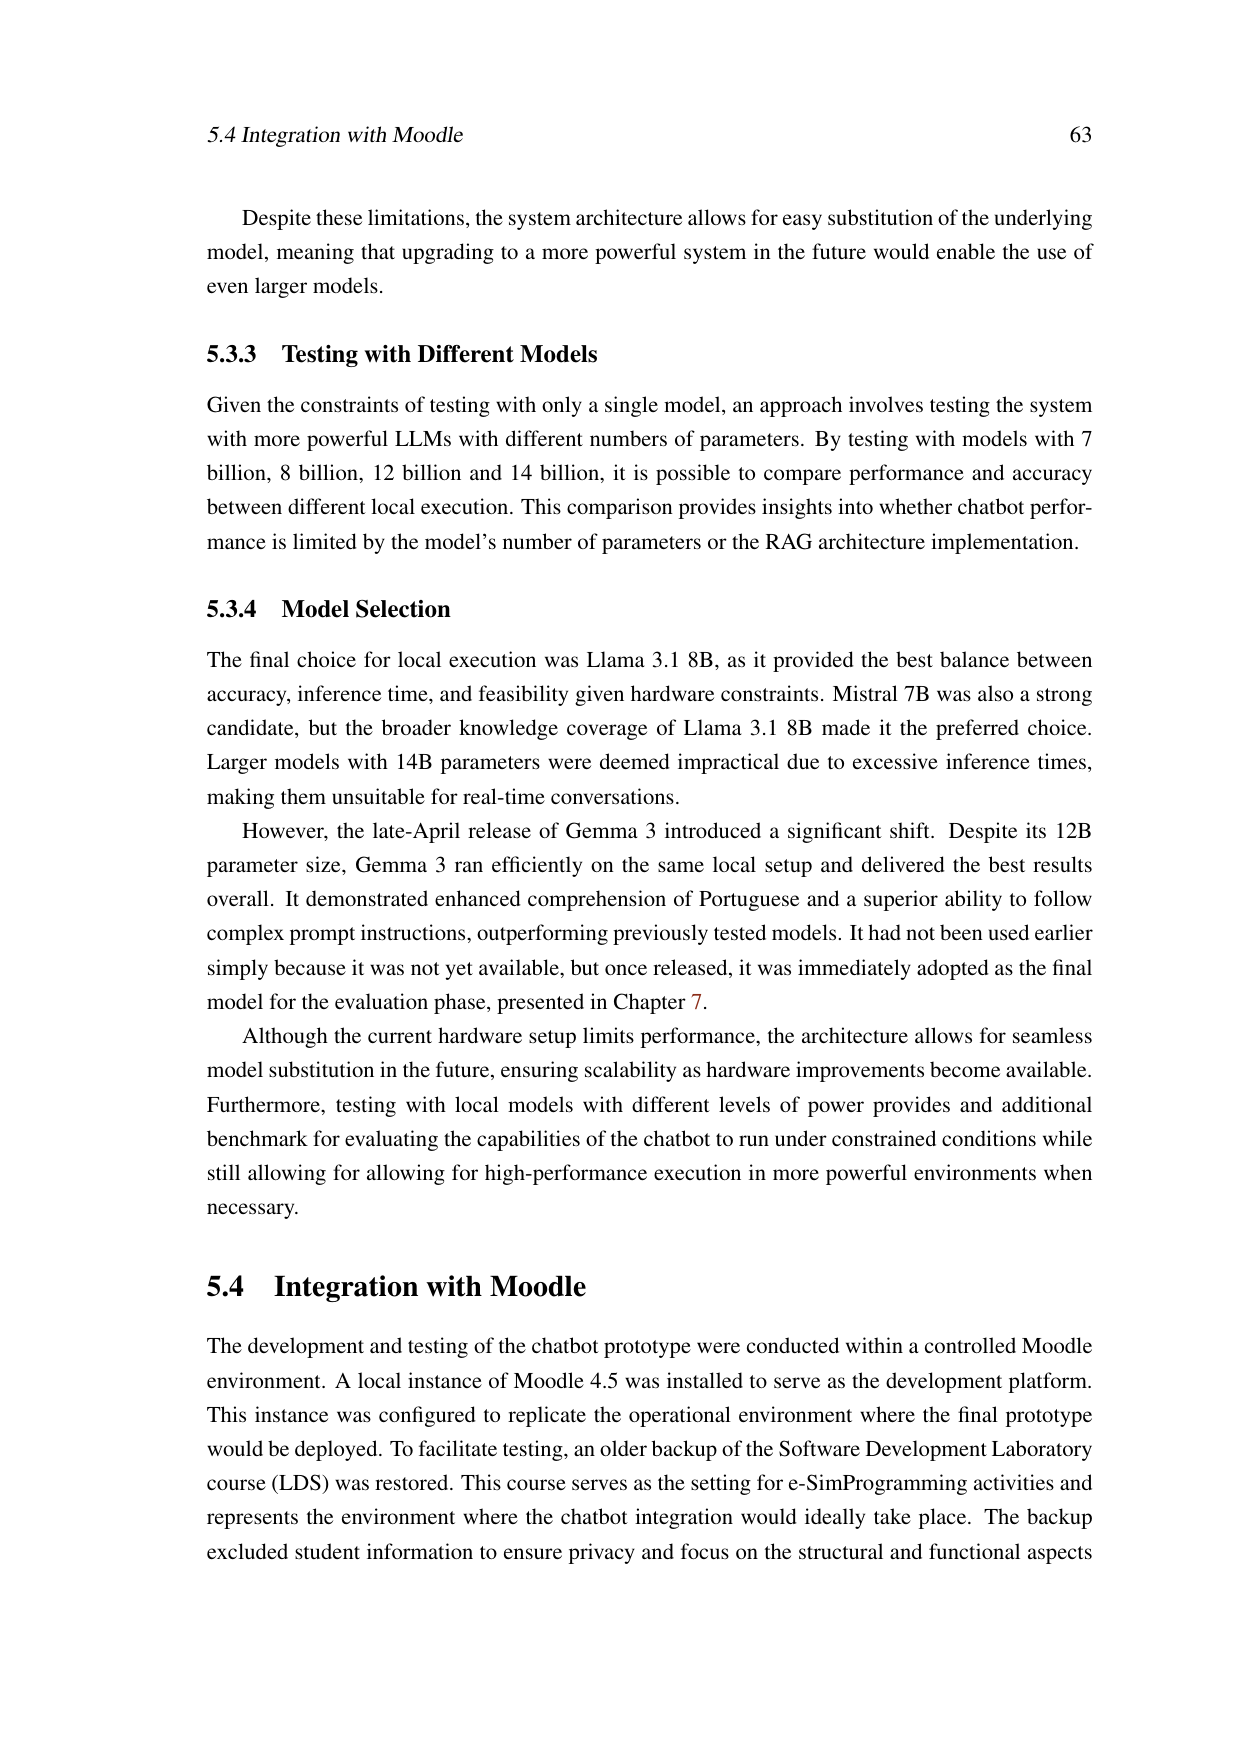 5.4 Integration with Moodle 63
Despite these limitations, the system architecture allows for easy substitution of the underlying
model, meaning that upgrading to a more powerful system in the future would enable the use of
even larger models.
5.3.3 Testing with Different Models
Given the constraints of testing with only a single model, an approach involves testing the system
with more powerful LLMs with different numbers of parameters. By testing with models with 7
billion, 8 billion, 12 billion and 14 billion, it is possible to compare performance and accuracy
between different local execution. This comparison provides insights into whether chatbot perfor-
mance is limited by the model's number of parameters or the RAG architecture implementation.
5.3.4 Model Selection
The final choice for local execution was Llama 3.1 8B, as it provided the best balance between
accuracy, inference time, and feasibility given hardware constraints. Mistral 7B was also a strong
candidate, but the broader knowledge coverage of Llama 3.1 8B made it the preferred choice.
Larger models with 14B parameters were deemed impractical due to excessive inference times,
making them unsuitable for real-time conversations.
However, the late-April release of Gemma 3 introduced a significant shift. Despite its 12B
parameter size, Gemma 3 ran efficiently on the same local setup and delivered the best results
overall. It demonstrated enhanced comprehension of Portuguese and a superior ability to follow
complex prompt instructions, outperforming previously tested models. It had not been used earlier
simply because it was not yet available, but once released, it was immediately adopted as the final
model for the evaluation phase, presented in Chapter 7.
Although the current hardware setup limits performance, the architecture allows for seamless
model substitution in the future, ensuring scalability as hardware improvements become available.
Furthermore, testing with local models with different levels of power provides and additional
benchmark for evaluating the capabilities of the chatbot to run under constrained conditions while
still allowing for allowing for high-performance execution in more powerful environments when
necessary.
5.4 Integration with Moodle
The development and testing of the chatbot prototype were conducted within a controlled Moodle
environment. A local instance of Moodle 4.5 was installed to serve as the development platform.
This instance was configured to replicate the operational environment where the final prototype
would be deployed. To facilitate testing, an older backup of the Software Development Laboratory
course (LDS) was restored. This course serves as the setting for e-SimProgramming activities and
represents the environment where the chatbot integration would ideally take place. The backup
excluded student information to ensure privacy and focus on the structural and functional aspects